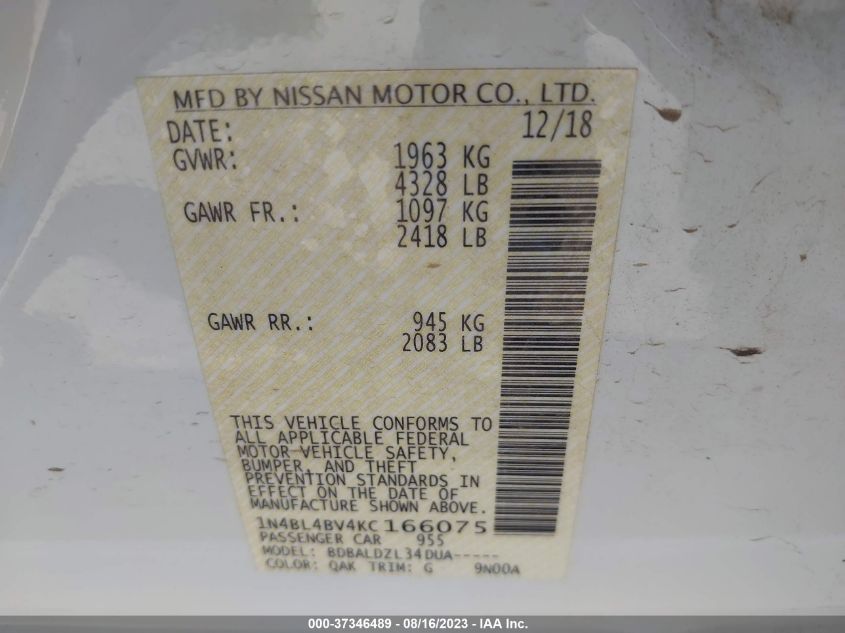 MFD BY NISSAN MOTOR CO., LTD.
DATE: 12/18
GVWR: 1963 KG
4328 LB
GAWR FR.: 1097 KG
2418 LB
GAWR RR.: 945 KG
2083 LB
THIS VEHICLE CONFORMS TO
ALL APPLICABLE FEDERAL
MOTOR VEHICLE SAFETY,
BUMPER, AND THEFT
PREVENTION STANDARDS IN
EFFECT ON THE DATE OF
MANUFACTURE SHOWN ABOVE.
1N4BL4BV4KC166075
PASSENGER CAR 955
MODEL: BDBALDZL34DUA-----
COLOR: QAK TRIM: G 9N00A
000-37346489 - 08/16/2023 - IAA Inc.